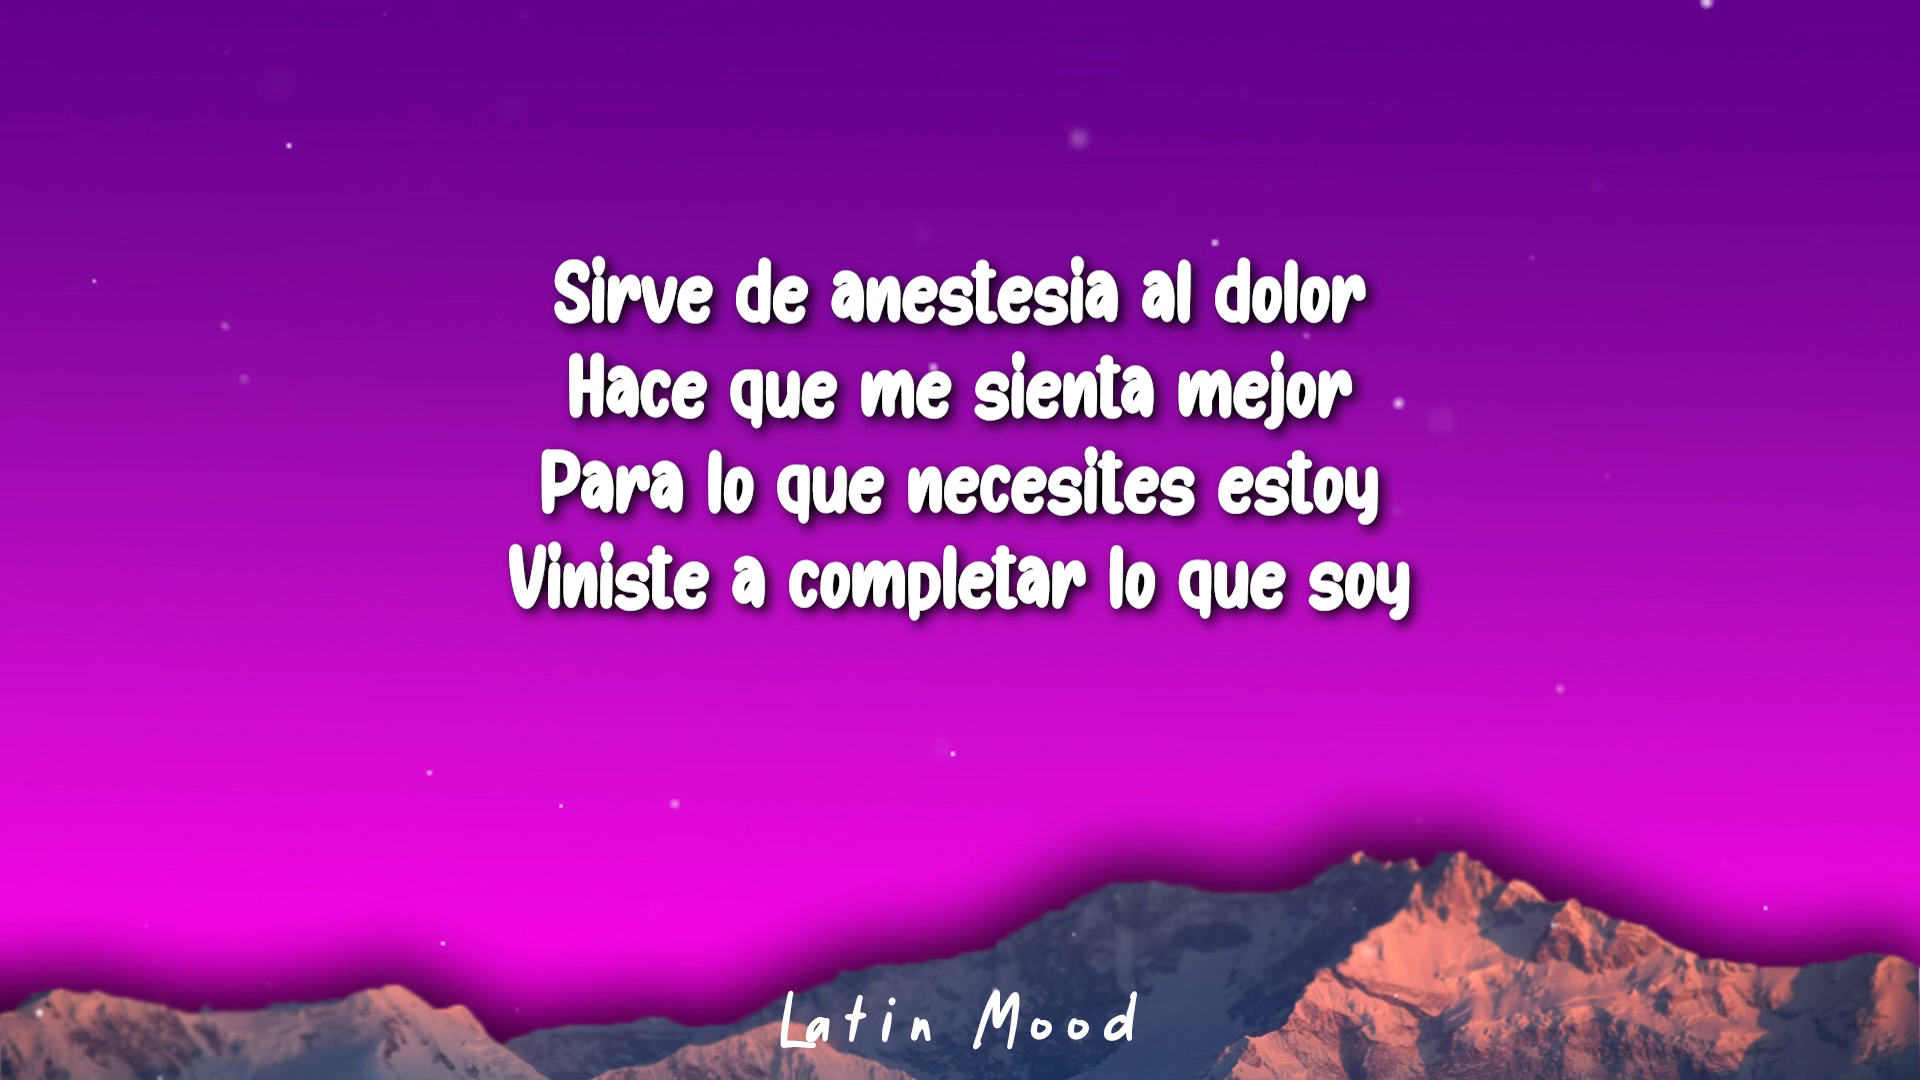 Sirve de anestesia al dolor
Hace que me sienta mejor
Para lo que necesites estoy
Viniste a completar lo que soy
Latin Mood